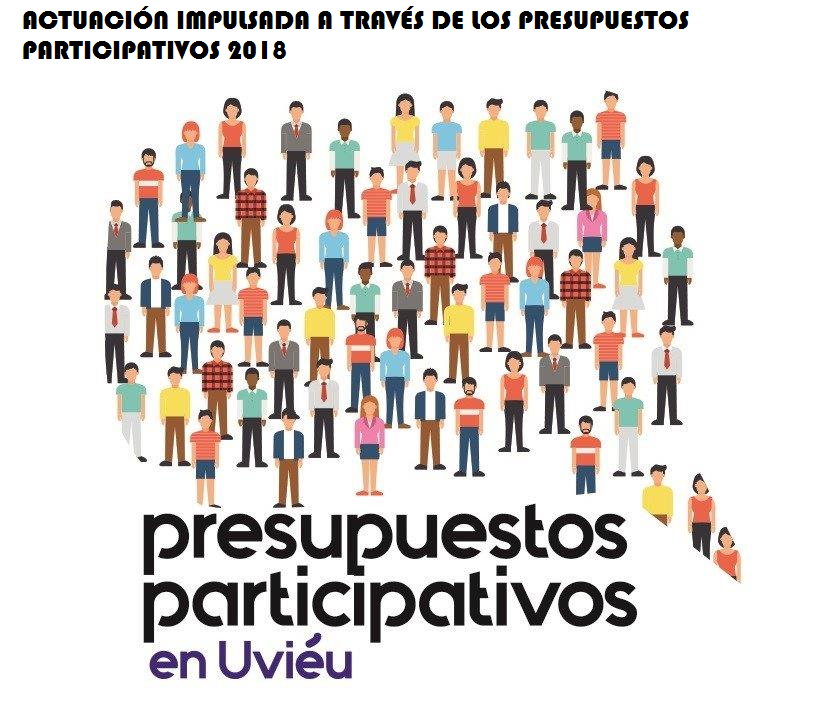 ACTUACIÓN IMPULSADA A TRAVÉS DE LOS PRESUPUESTOS
PARTICIPATIVOS 2018
presupuestos
participativos
en Uviéu